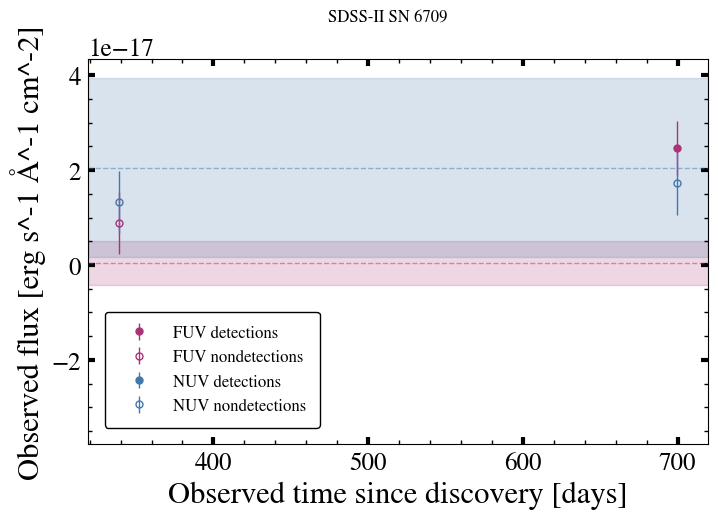 SDSS-II SN 6709
1e−17
4
2
0
−2
Observed flux [erg s^-1 Å^-1 cm^-2]
FUV detections
FUV nondetections
NUV detections
NUV nondetections
400 500 600 700
Observed time since discovery [days]